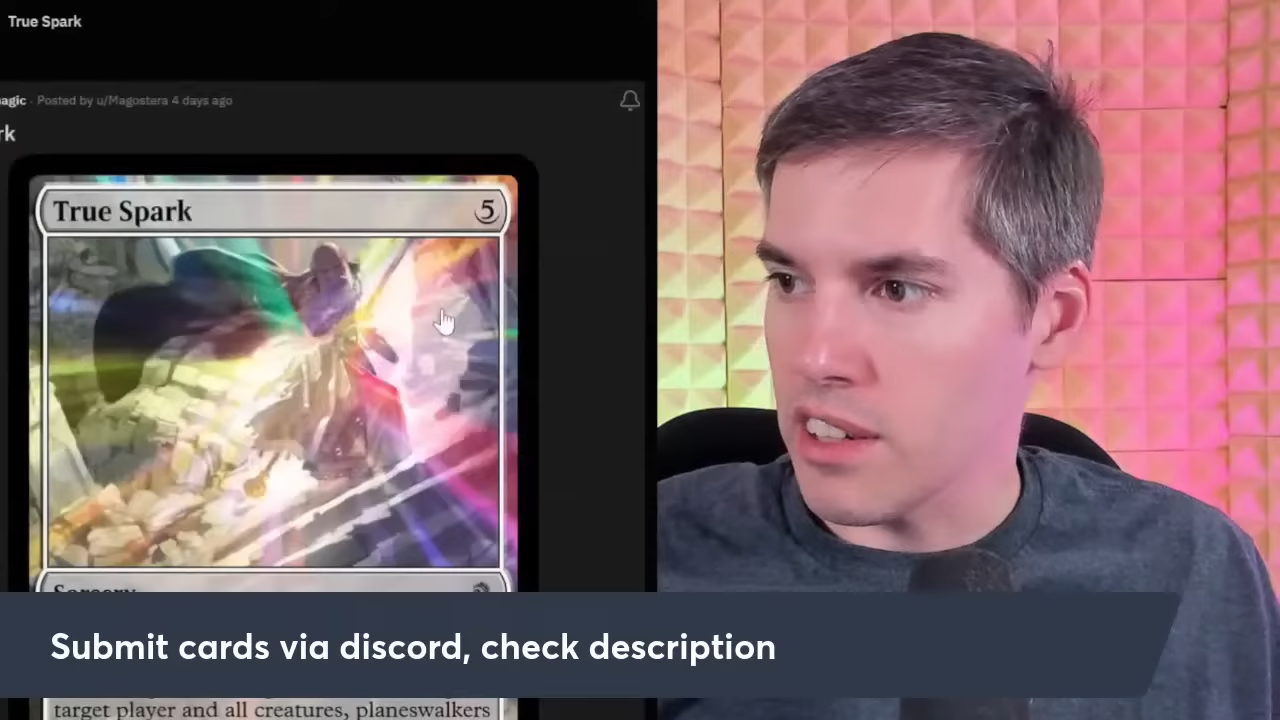 True Spark
agic · Posted by u/Magostera 4 days ago
rk
True Spark 5
Sorcery
Submit cards via discord, check description
target player and all creatures, planeswalkers